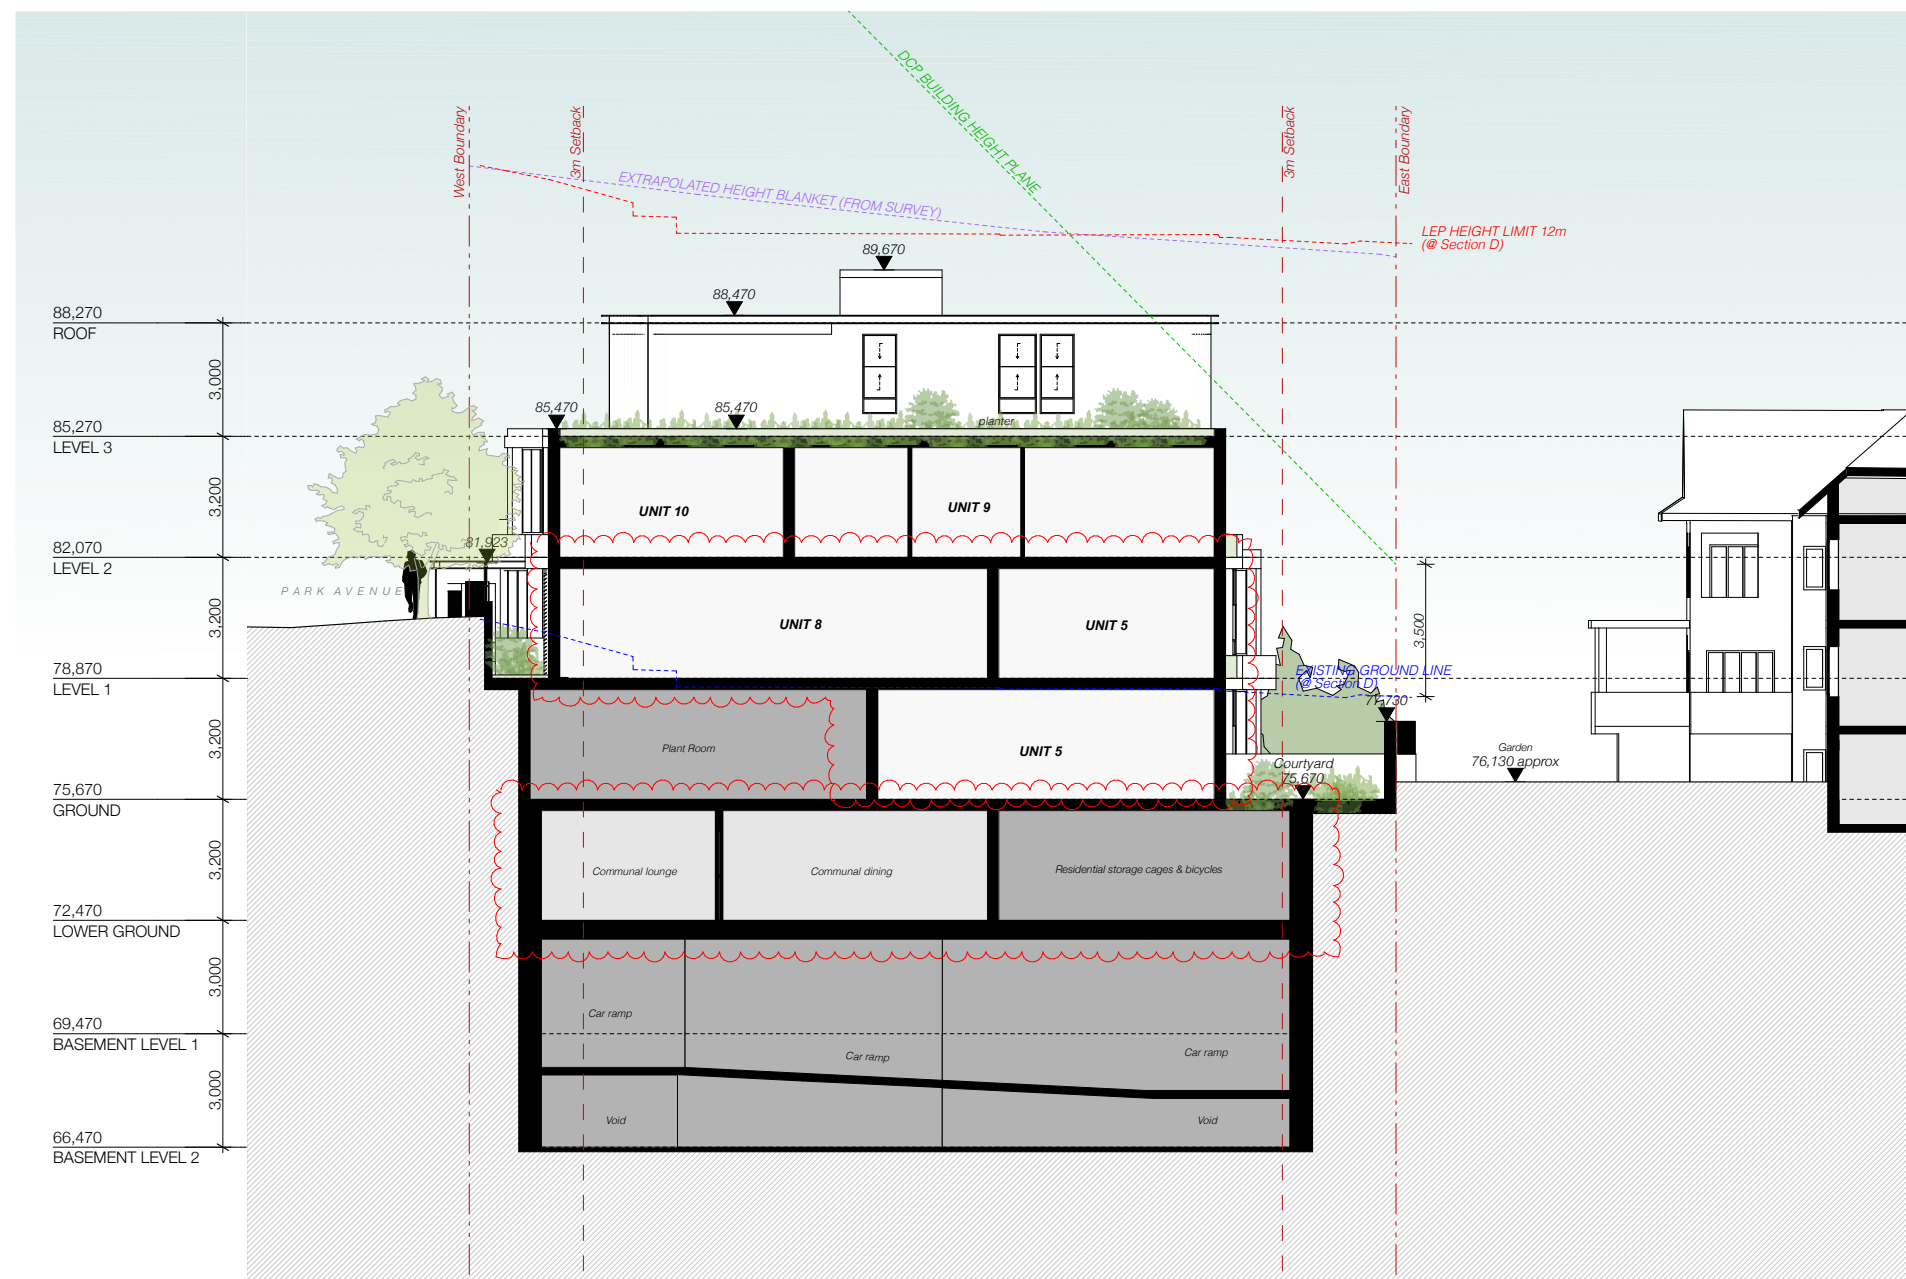 DCP BUILDING HEIGHT PLANE
West Boundary
3m Setback
3m Setback
East Boundary
EXTRAPOLATED HEIGHT BLANKET (FROM SURVEY)
LEP HEIGHT LIMIT 12m
(@ Section D)
89,670
88,470
88,270
ROOF
3,000
85,470
85,470
planter
85,270
LEVEL 3
3,200
UNIT 10
UNIT 9
81,923
82,070
LEVEL 2
PARK AVENUE
3,200
UNIT 8
UNIT 5
3,500
78,870
LEVEL 1
EXISTING GROUND LINE
(@ Section D)
77,730
3,200
Plant Room
UNIT 5
Courtyard
75,670
Garden
76,130 approx
75,670
GROUND
3,200
Communal lounge
Communal dining
Residential storage cages & bicycles
72,470
LOWER GROUND
3,000
Car ramp
69,470
BASEMENT LEVEL 1
Car ramp
Car ramp
3,000
Void
Void
66,470
BASEMENT LEVEL 2